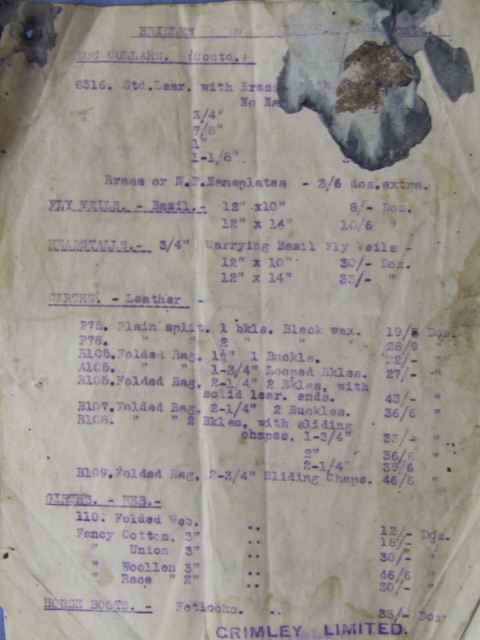 DOG COLLARS. (Contd.)
8316. Std.Lear. with Brass
No Na
3/4"
7/8"
1"
1-1/8"
Brass or N.P.Nameplates - 3/6 doz.extra.
FLY VEILS. - Basil.- 12" x10" 8/- Doz.
12" x 14" 10/6 "
HEADSTALLS.- 3/4" Warrying Basil Fly Veils -
12" x 10" 30/- Doz.
12" x 14" 33/- "
GIRTHS. - Leather -
P75. Plain split. 1 bkls. Black wax. 19/6 Doz.
P78. " " 2 " " " 28/9 "
B105.Folded Bag, 1½" 1 Buckle. 22/- "
A105. " " 1-3/4" Looped Bkles. 27/- "
B105.Folded Bag, 2-1/4" 2 Bkles, with
solid lear. ends. 43/- "
B107.Folded Bag, 2-1/4" 2 Buckles. 36/6 "
B108. " " 2 Bkles, with sliding
chapes. 1-3/4" 33/- "
2" 36/6 "
2-1/4" 39/6 "
B109.Folded Bag, 2-3/4" Sliding Chape. 46/6 "
GIRTHS. - WEB.-
110. Folded Web. .. 12/- Doz.
Fancy Cotton. 3" .. 18/- "
" Union 3" .. 30/- "
" Woollen 3" .. 46/6 "
" Race " 2" .. 30/- "
HORSE BOOTS. - Fetlocks. .. 35/- Doz.
CRIMLEY LIMITED.